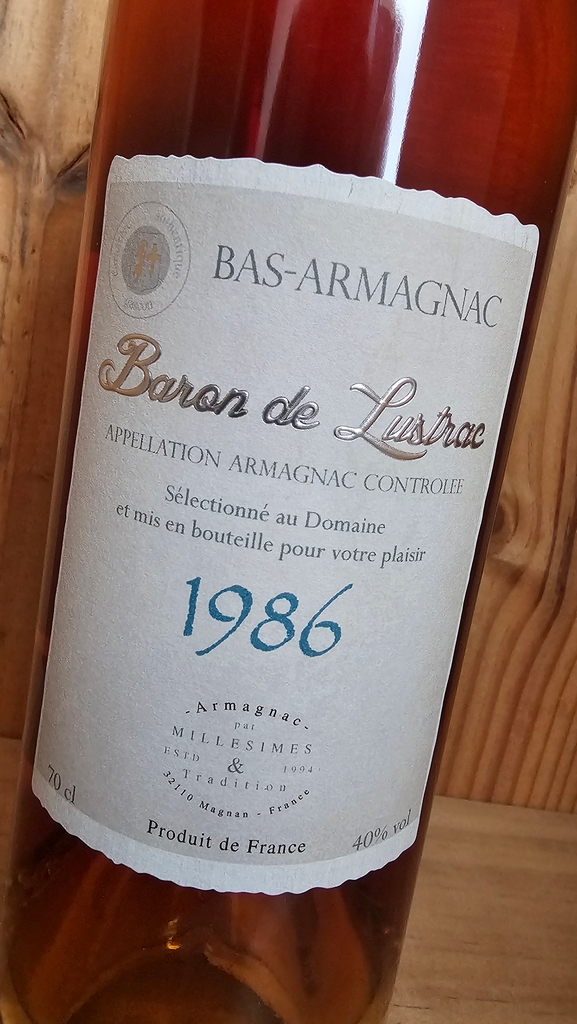 BAS-ARMAGNAC
Baron de Lustrac
APPELLATION ARMAGNAC CONTROLEE
Sélectionné au Domaine
et mis en bouteille pour votre plaisir
1986
-Armagnac-
par
MILLESIMES
ESTD & 1994
Tradition
32110 Magnan - France
70 cl
Produit de France
40% vol